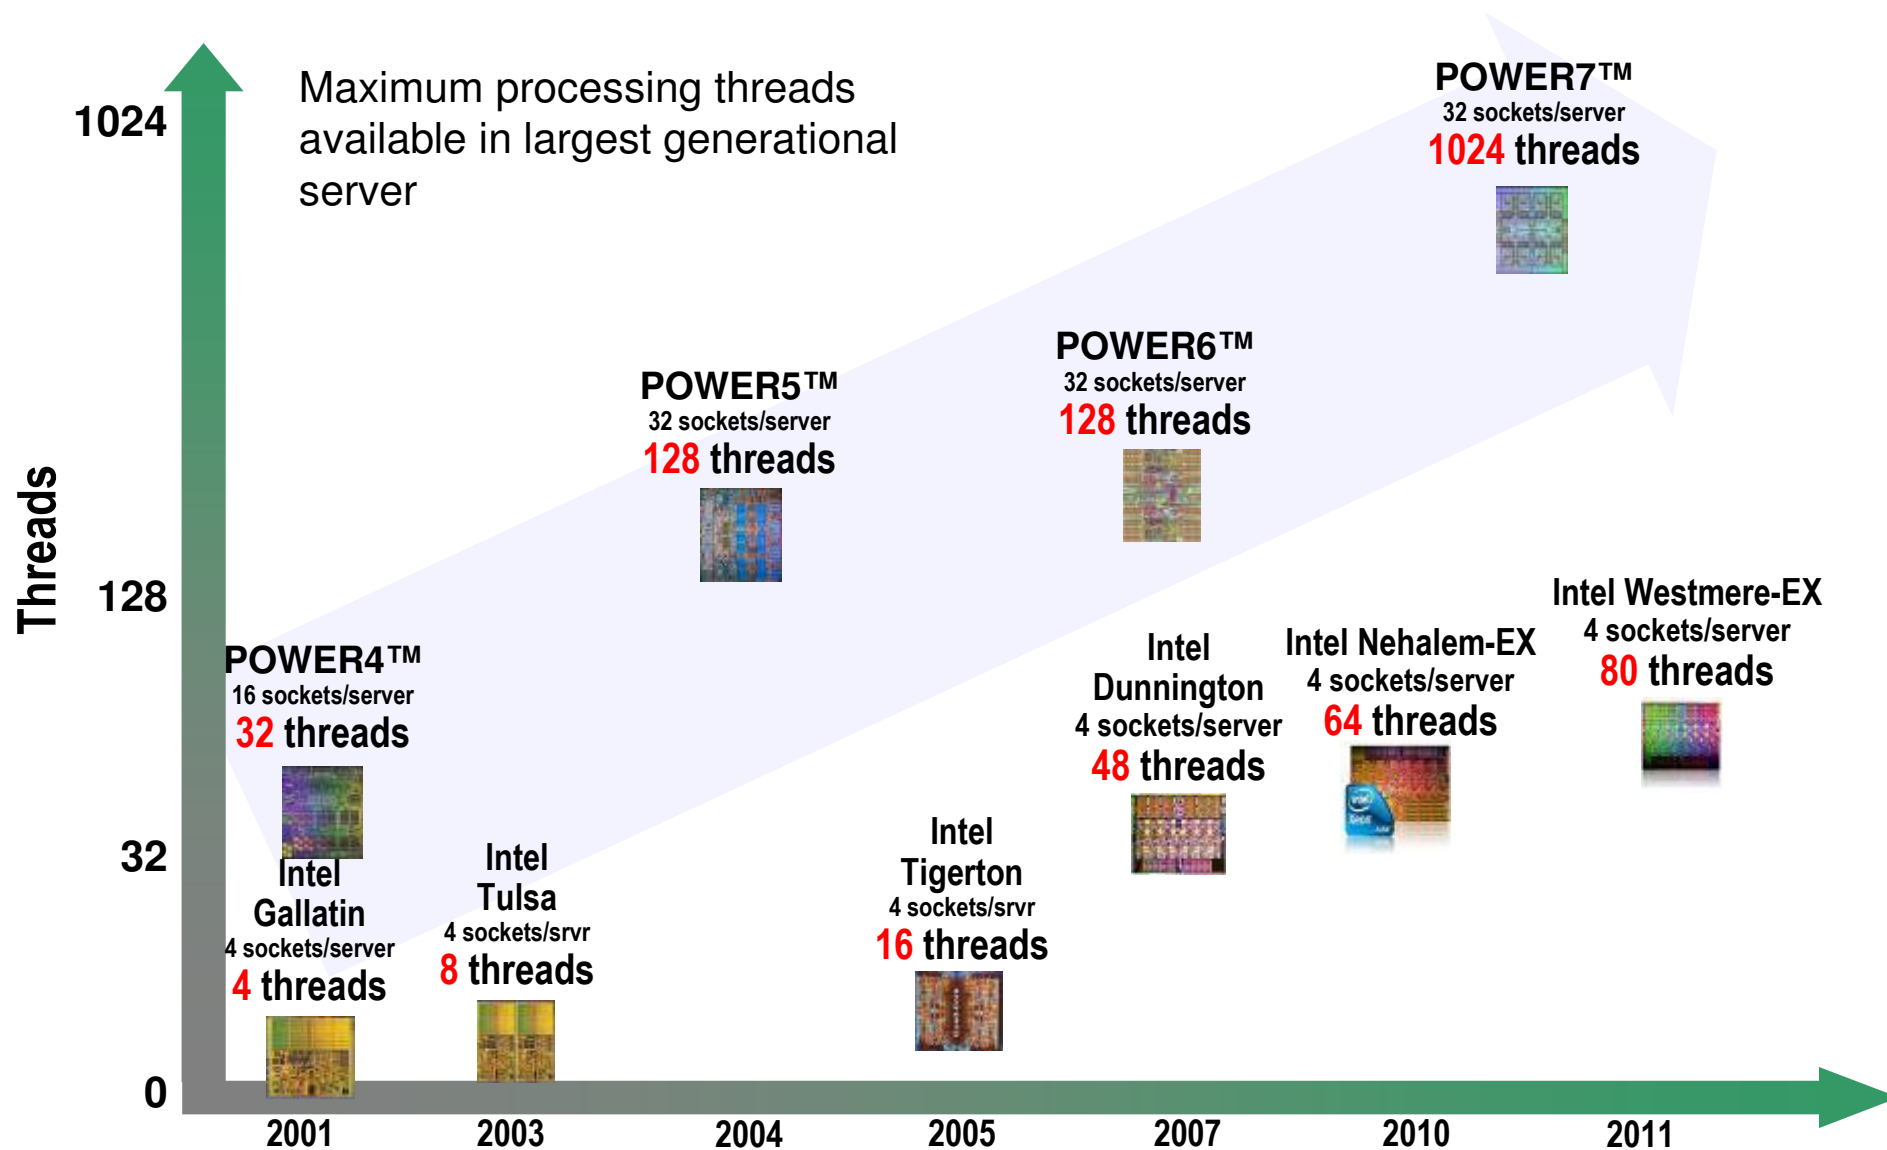 Maximum processing threads
available in largest generational
server
Threads
1024
128
32
0
POWER7™
32 sockets/server
1024 threads
POWER6™
32 sockets/server
128 threads
POWER5™
32 sockets/server
128 threads
POWER4™
16 sockets/server
32 threads
Intel
Gallatin
4 sockets/server
4 threads
Intel
Tulsa
4 sockets/srvr
8 threads
Intel
Tigerton
4 sockets/srvr
16 threads
Intel
Dunnington
4 sockets/server
48 threads
Intel Nehalem-EX
4 sockets/server
64 threads
Intel Westmere-EX
4 sockets/server
80 threads
2001
2003
2004
2005
2007
2010
2011